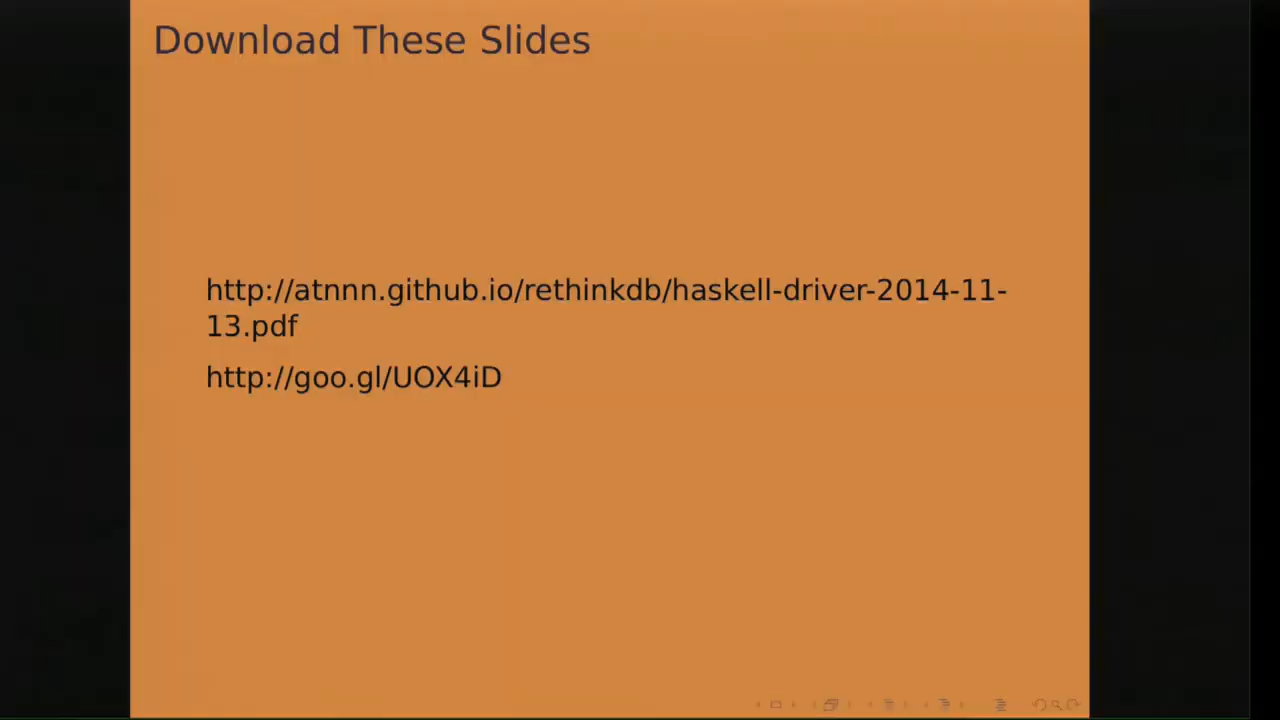 Download These Slides
http://atnnn.github.io/rethinkdb/haskell-driver-2014-11-
13.pdf
http://goo.gl/UOX4iD